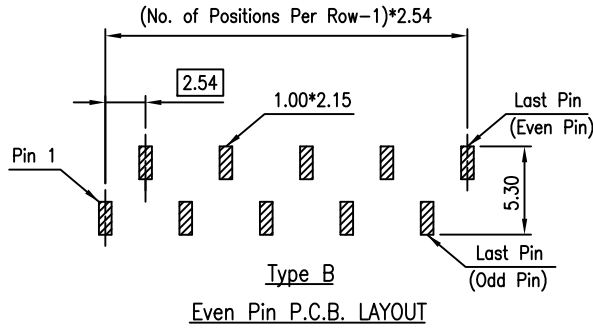 (No. of Positions Per Row-1)*2.54
2.54
1.00*2.15
Last Pin
(Even Pin)
Pin 1
5.30
Last Pin
(Odd Pin)
Type B
Even Pin P.C.B. LAYOUT